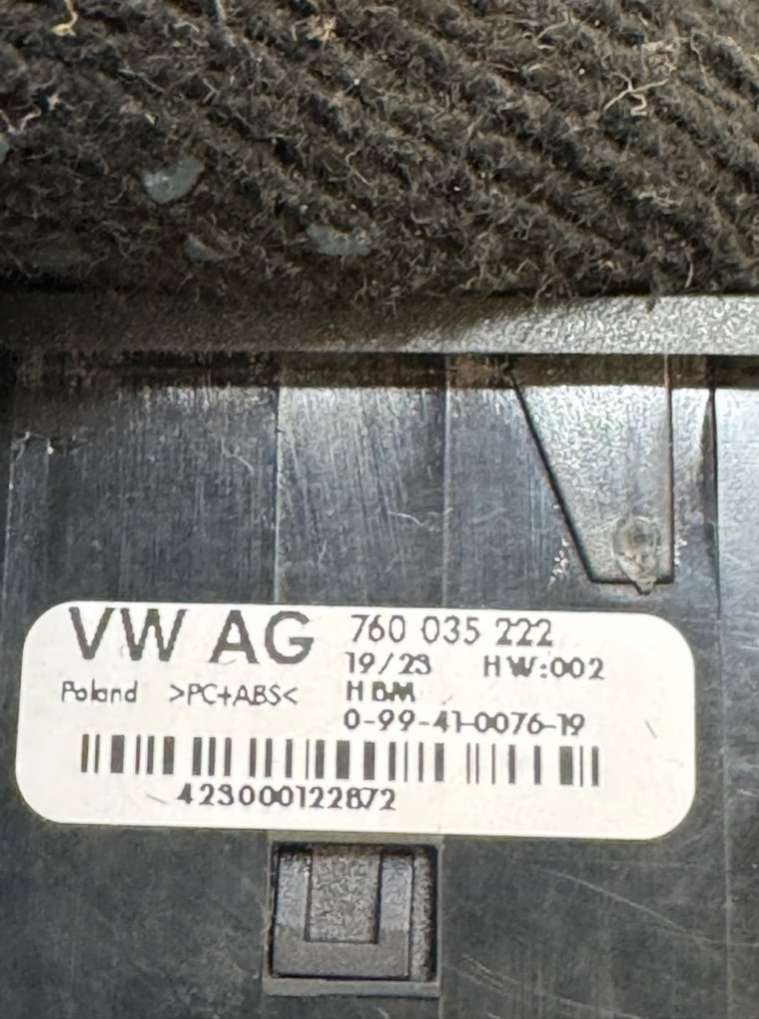 VW AG 760 035 222
19/23 HW:002
Poland >PC+ABS< HBM
0-99-41-0076-19
423000122872